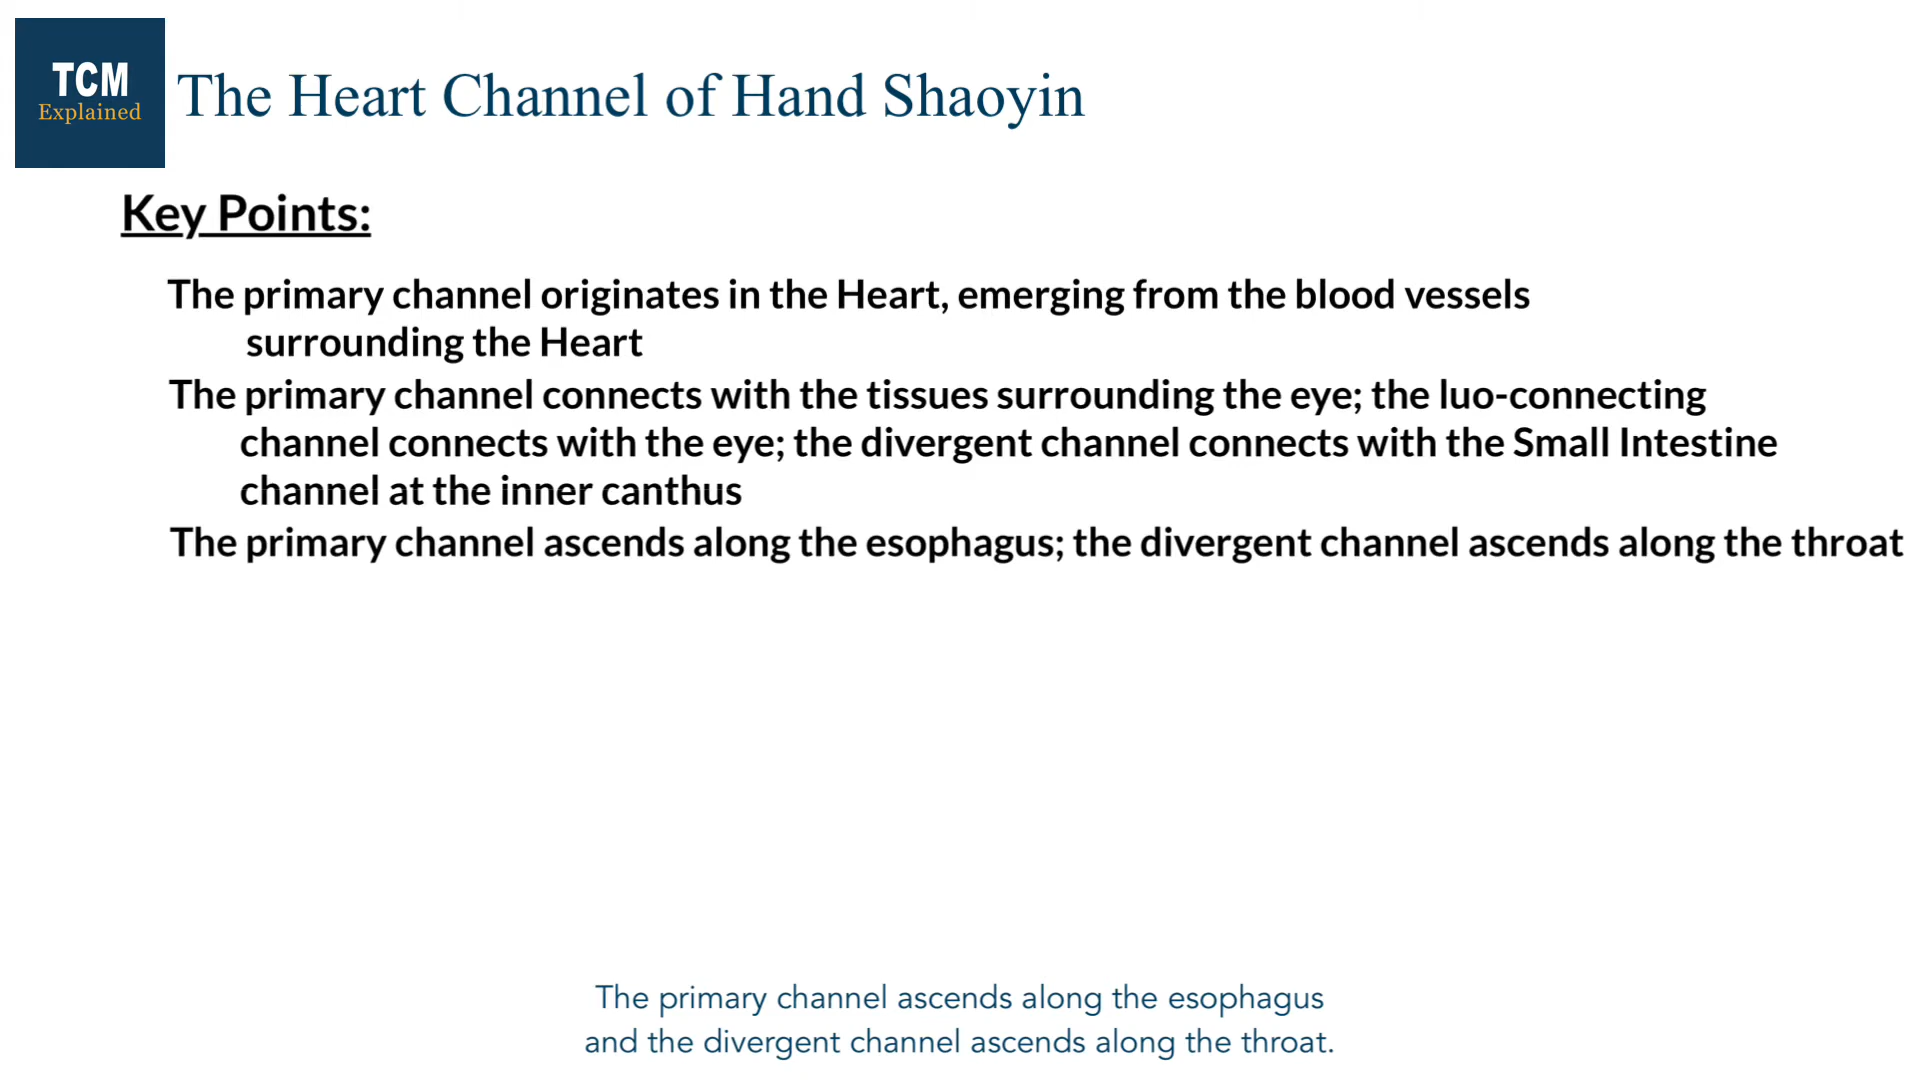 TCM
Explained
The Heart Channel of Hand Shaoyin
Key Points:
The primary channel originates in the Heart, emerging from the blood vessels
surrounding the Heart
The primary channel connects with the tissues surrounding the eye; the luo-connecting
channel connects with the eye; the divergent channel connects with the Small Intestine
channel at the inner canthus
The primary channel ascends along the esophagus; the divergent channel ascends along the throat
The primary channel ascends along the esophagus
and the divergent channel ascends along the throat.